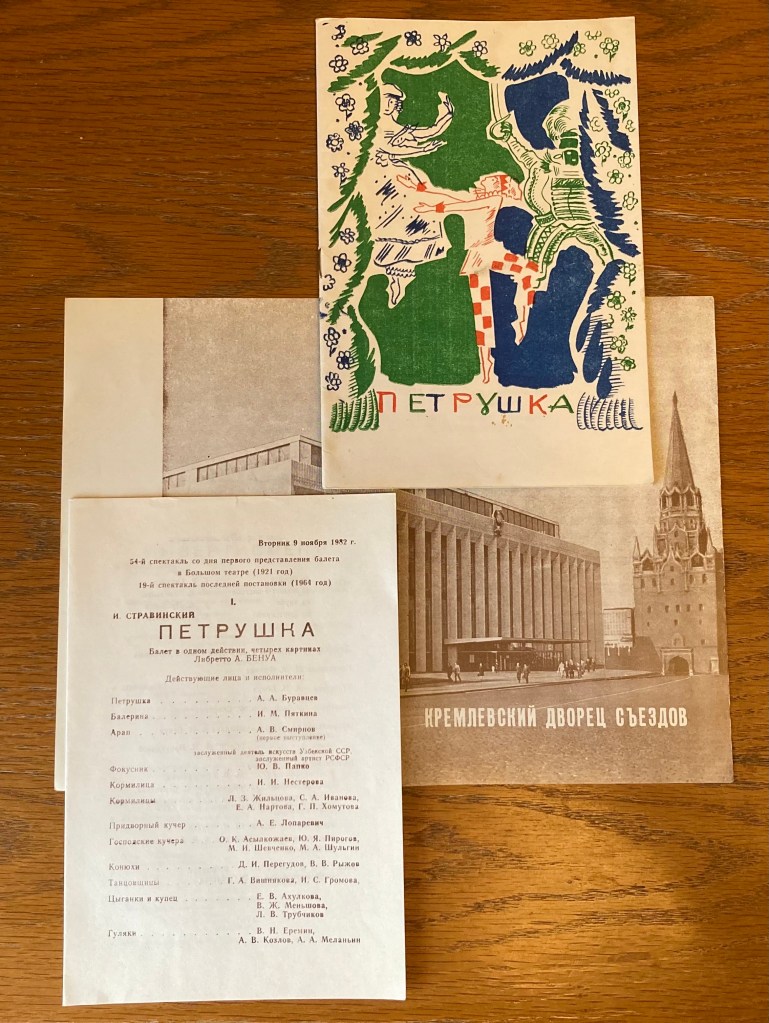 ПЕТРУШКА
КРЕМЛЕВСКИЙ ДВОРЕЦ СЪЕЗДОВ
Вторник 9 ноября 1982 г.
54-й спектакль со дня первого представления балета
в Большом театре (1921 год)
19-й спектакль последней постановки (1964 год)
I.
И. СТРАВИНСКИЙ
ПЕТРУШКА
Балет в одном действии, четырех картинах
Либретто А. БЕНУА
Действующие лица и исполнители:
Петрушка . . . . . . . . . . А. А. Буравцев
Балерина . . . . . . . . . . И. М. Пяткина
Арап . . . . . . . . . . А. В. Смирнов
(первое выступление)
заслуженный деятель искусств Узбекской ССР,
заслуженный артист РСФСР
Фокусник . . . . . . . . . . Ю. В. Папко
Кормилица . . . . . . . . . . И. И. Нестерова
Кормилицы . . . . . . . . . . Л. З. Жильцова, С. А. Иванова,
Е. А. Нартова, Г. П. Хомутова
Придворный кучер . . . . . . . . А. Е. Лопаревич
Господские кучера . . О. К. Асылкожаев, Ю. Я. Пирогов,
М. И. Шевченко, М. А. Шульгин
Конюхи . . . . . . . . . . Д. И. Перегудов, В. В. Рыжов
Танцовщицы . . . . . . . . Г. А. Вишнякова, И. С. Громова,
Цыганки и купец . . . . . . . . Е. В. Ахулкова,
В. Ж. Меньшова,
Л. В. Трубчиков
Гуляки . . . . . . . . . . В. Н. Еремин,
А. В. Козлов, А. А. Меланьин